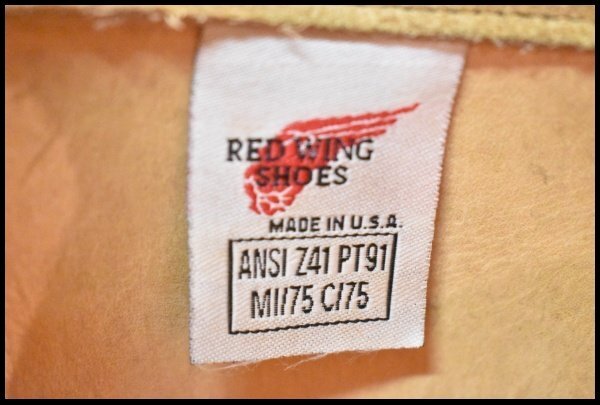 RED WING
SHOES
MADE IN U.S.A.
ANSI Z41 PT91
MI/75 C/75